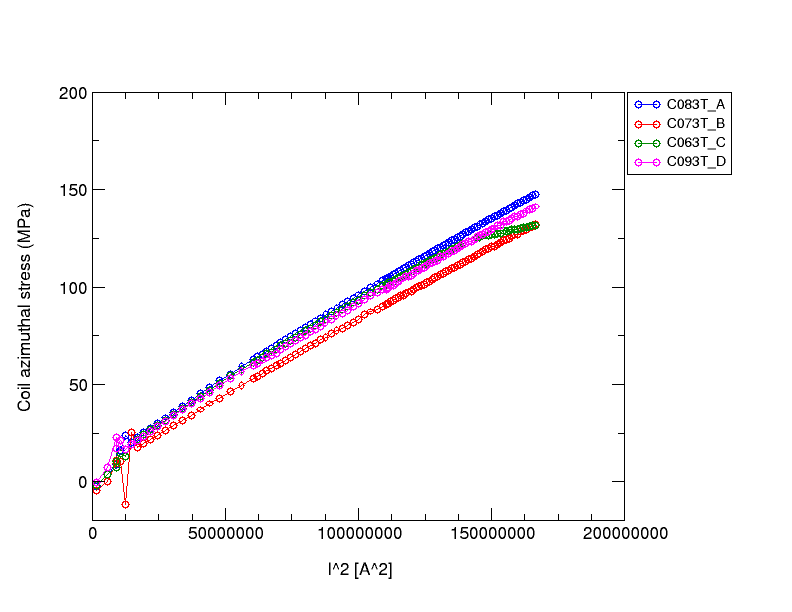 200
150
100
50
0
0
50000000
100000000
150000000
200000000
Coil azimuthal stress (MPa)
I^2 [A^2]
C083T_A
C073T_B
C063T_C
C093T_D